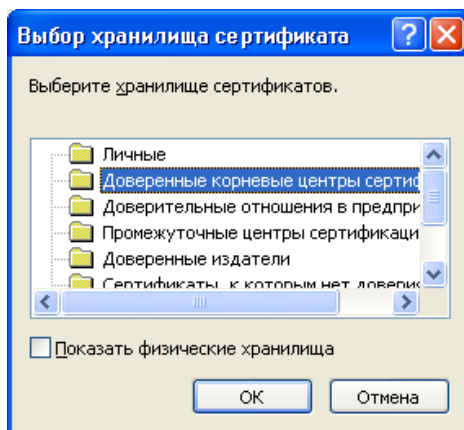 Выбор хранилища сертификата
Выберите хранилище сертификатов.
Личные
Доверенные корневые центры сертиф
Доверительные отношения в предпри
Промежуточные центры сертификаци
Доверенные издатели
Сертификаты, к которым нет довери
Показать физические хранилища
ОК
Отмена